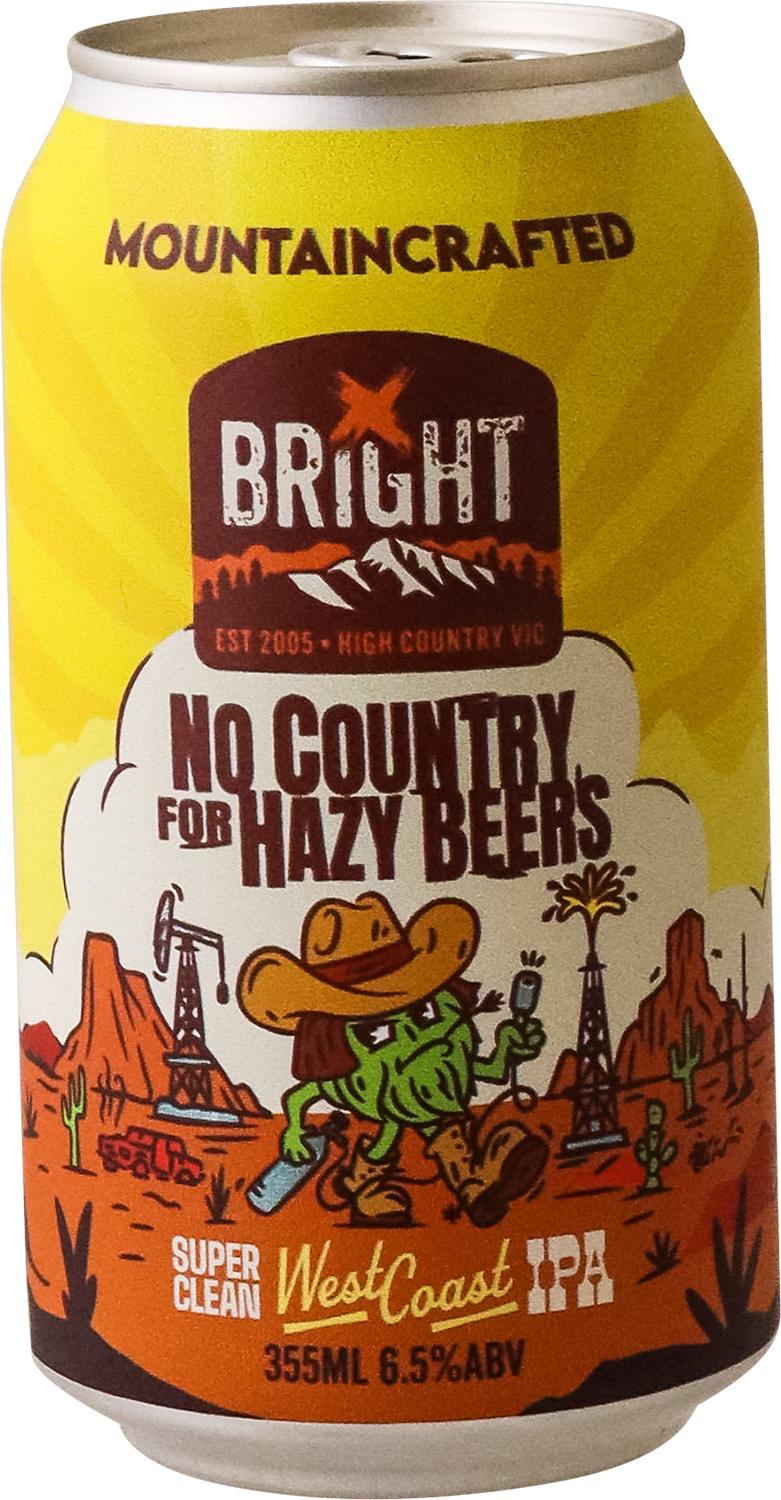 MOUNTAINCRAFTED
BRIGHT
EST 2005 • HIGH COUNTRY VIC
NO COUNTRY
FOR HAZY BEERS
SUPER CLEAN West Coast IPA
355ML 6.5%ABV